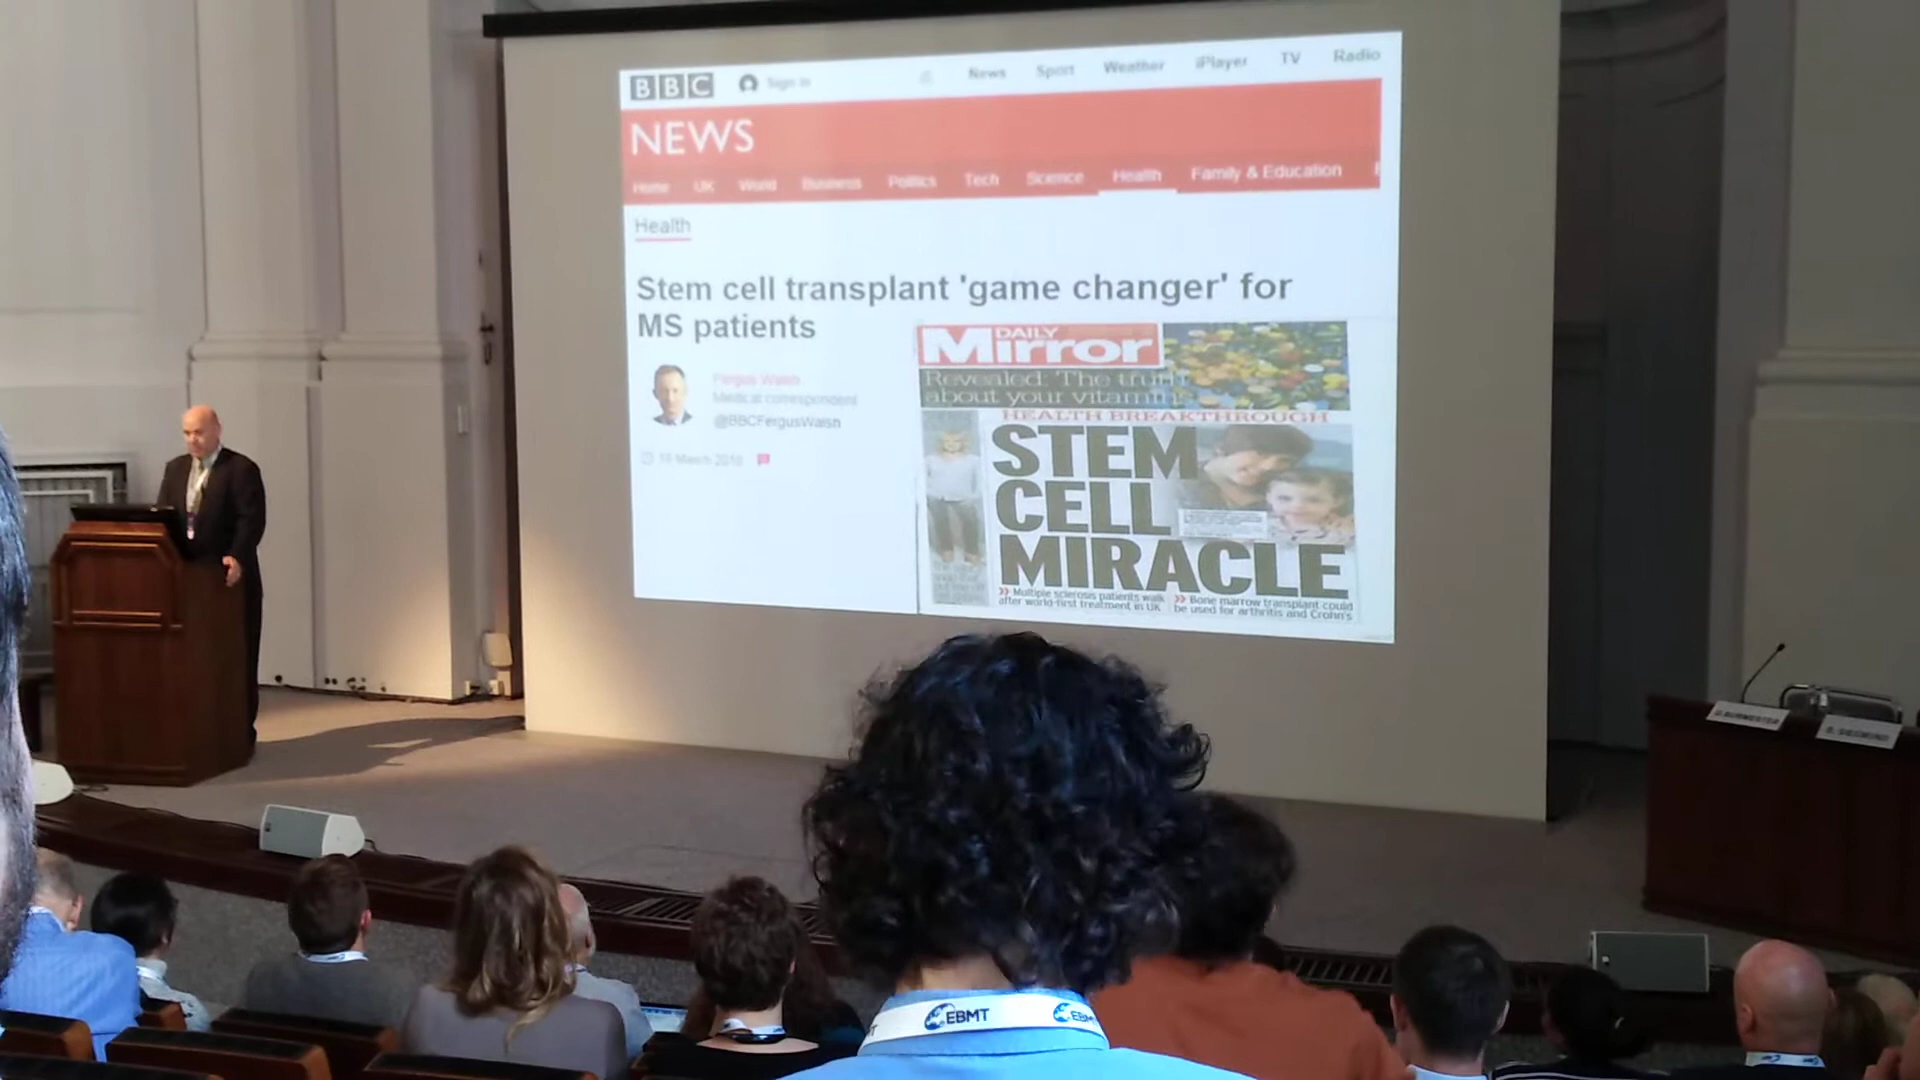 BBC Sign in News Sport Weather iPlayer TV Radio
NEWS
Home UK World Business Politics Tech Science Health Family & Education
Health
Stem cell transplant 'game changer' for
MS patients
Fergus Walsh
Medical correspondent
@BBCFergusWalsh
DAILY
Mirror
Revealed: The truth
about your vitamins
HEALTH BREAKTHROUGH
STEM
CELL
MIRACLE
Multiple sclerosis patients walk
after world-first treatment in UK
Bone marrow transplant could
be used for arthritis and Crohn's
EBMT